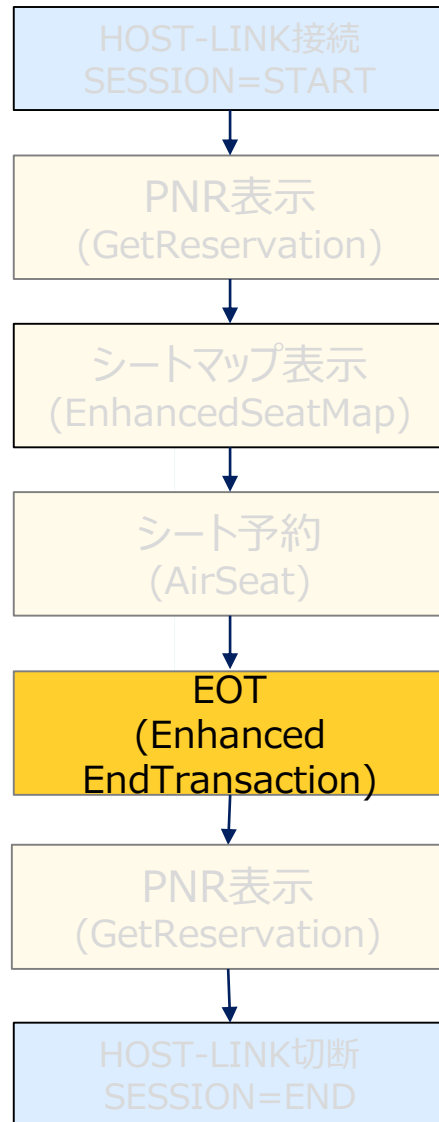 HOST-LINK接続
SESSION=START
PNR表示
(GetReservation)
シートマップ表示
(EnhancedSeatMap)
シート予約
(AirSeat)
EOT
(Enhanced
EndTransaction)
PNR表示
(GetReservation)
HOST-LINK切断
SESSION=END